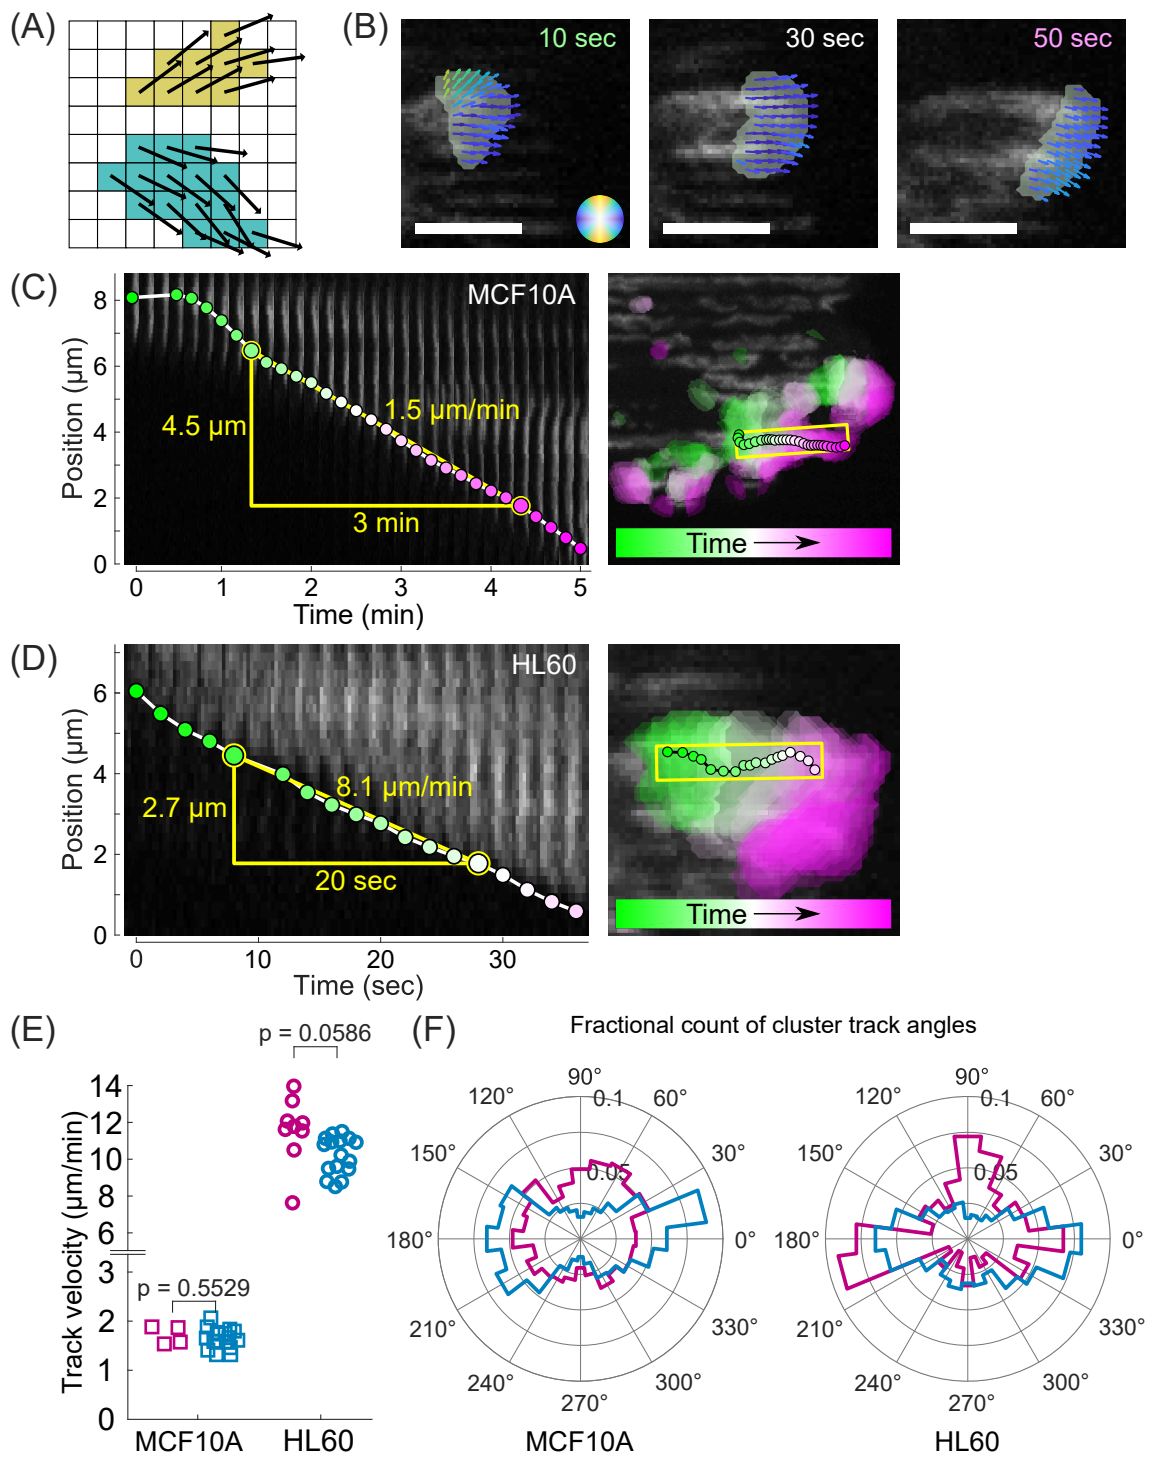 (A)
(B)
10 sec
30 sec
50 sec
(C)
MCF10A
Position (μm)
8
6
4
2
0
4.5 μm
1.5 μm/min
3 min
0 1 2 3 4 5
Time (min)
Time
(D)
HL60
Position (μm)
6
4
2
0
2.7 μm
8.1 μm/min
20 sec
0 10 20 30
Time (sec)
Time
(E)
p = 0.0586
Track velocity (μm/min)
14
12
10
8
6
3
2
1
0
p = 0.5529
MCF10A HL60
(F)
Fractional count of cluster track angles
90°
120° 0.1 60°
150° 30°
0.05
180° 0°
210° 330°
240° 300°
270°
MCF10A
90°
120° 0.1 60°
150° 30°
0.05
180° 0°
210° 330°
240° 300°
270°
HL60